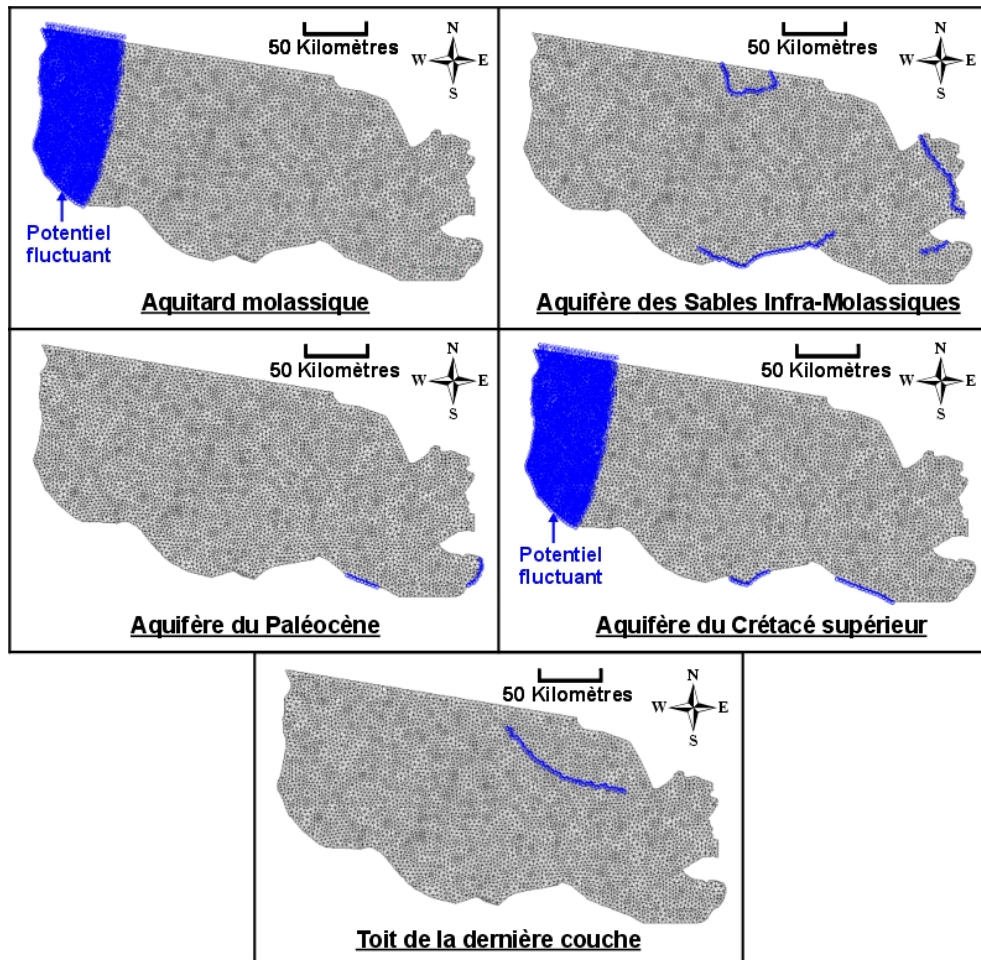 50 Kilomètres
N
W E
S
Potentiel
fluctuant
Aquitard molassique
50 Kilomètres
N
W E
S
Aquifère des Sables Infra-Molassiques
50 Kilomètres
N
W E
S
Aquifère du Paléocène
50 Kilomètres
N
W E
S
Potentiel
fluctuant
Aquifère du Crétacé supérieur
50 Kilomètres
N
W E
S
Toit de la dernière couche